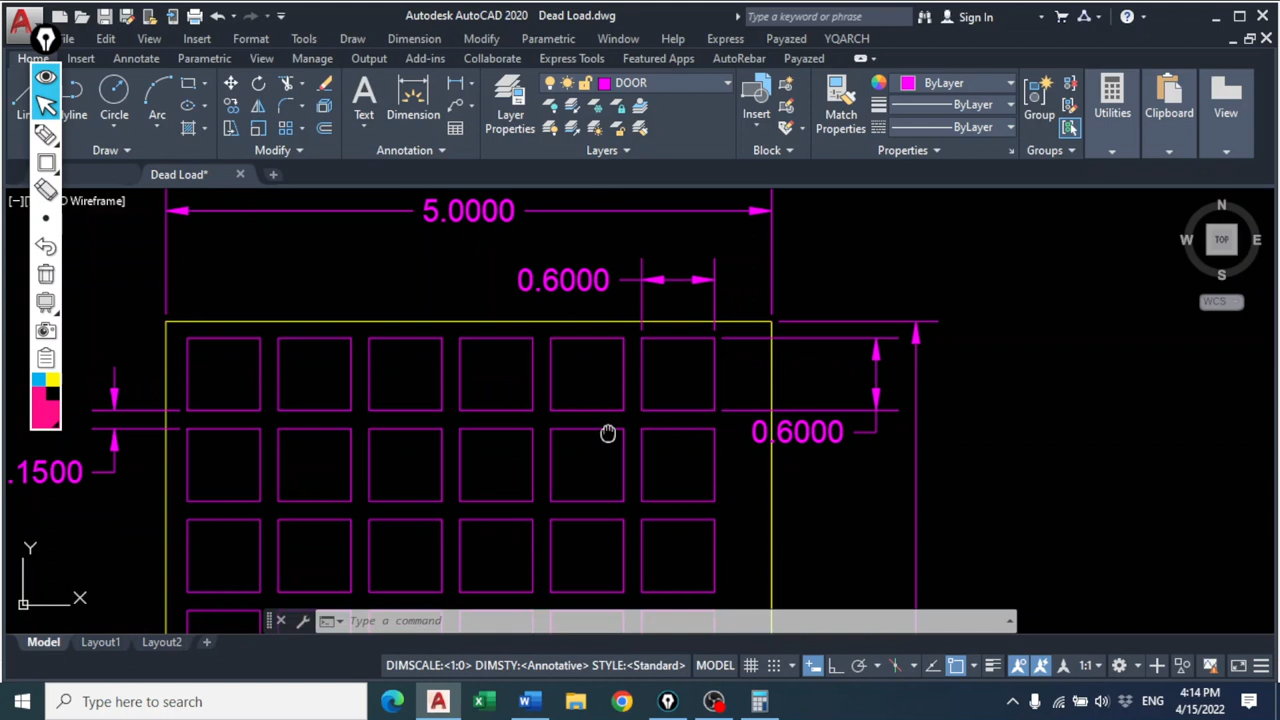 Autodesk AutoCAD 2020 Dead Load.dwg
Type a keyword or phrase
Sign In
Edit View Insert Format Tools Draw Dimension Modify Parametric Window Help Express Payazed YQARCH
Home Insert Annotate Parametric View Manage Output Add-ins Collaborate Express Tools Featured Apps AutoRebar Payazed
Circle Arc Text Dimension Layer Properties DOOR Insert Match Properties ByLayer Group Utilities Clipboard View
ByLayer
ByLayer
Draw Modify Annotation Layers Block Properties Groups
Dead Load*
Wireframe]
N
W TOP E
S
WCS
5.0000
0.6000
0.6000
.1500
Y
X
Type a command
Model Layout1 Layout2
DIMSCALE:<1:0> DIMSTY:<Annotative> STYLE:<Standard> MODEL 1:1
Type here to search
ENG
4:14 PM
4/15/2022